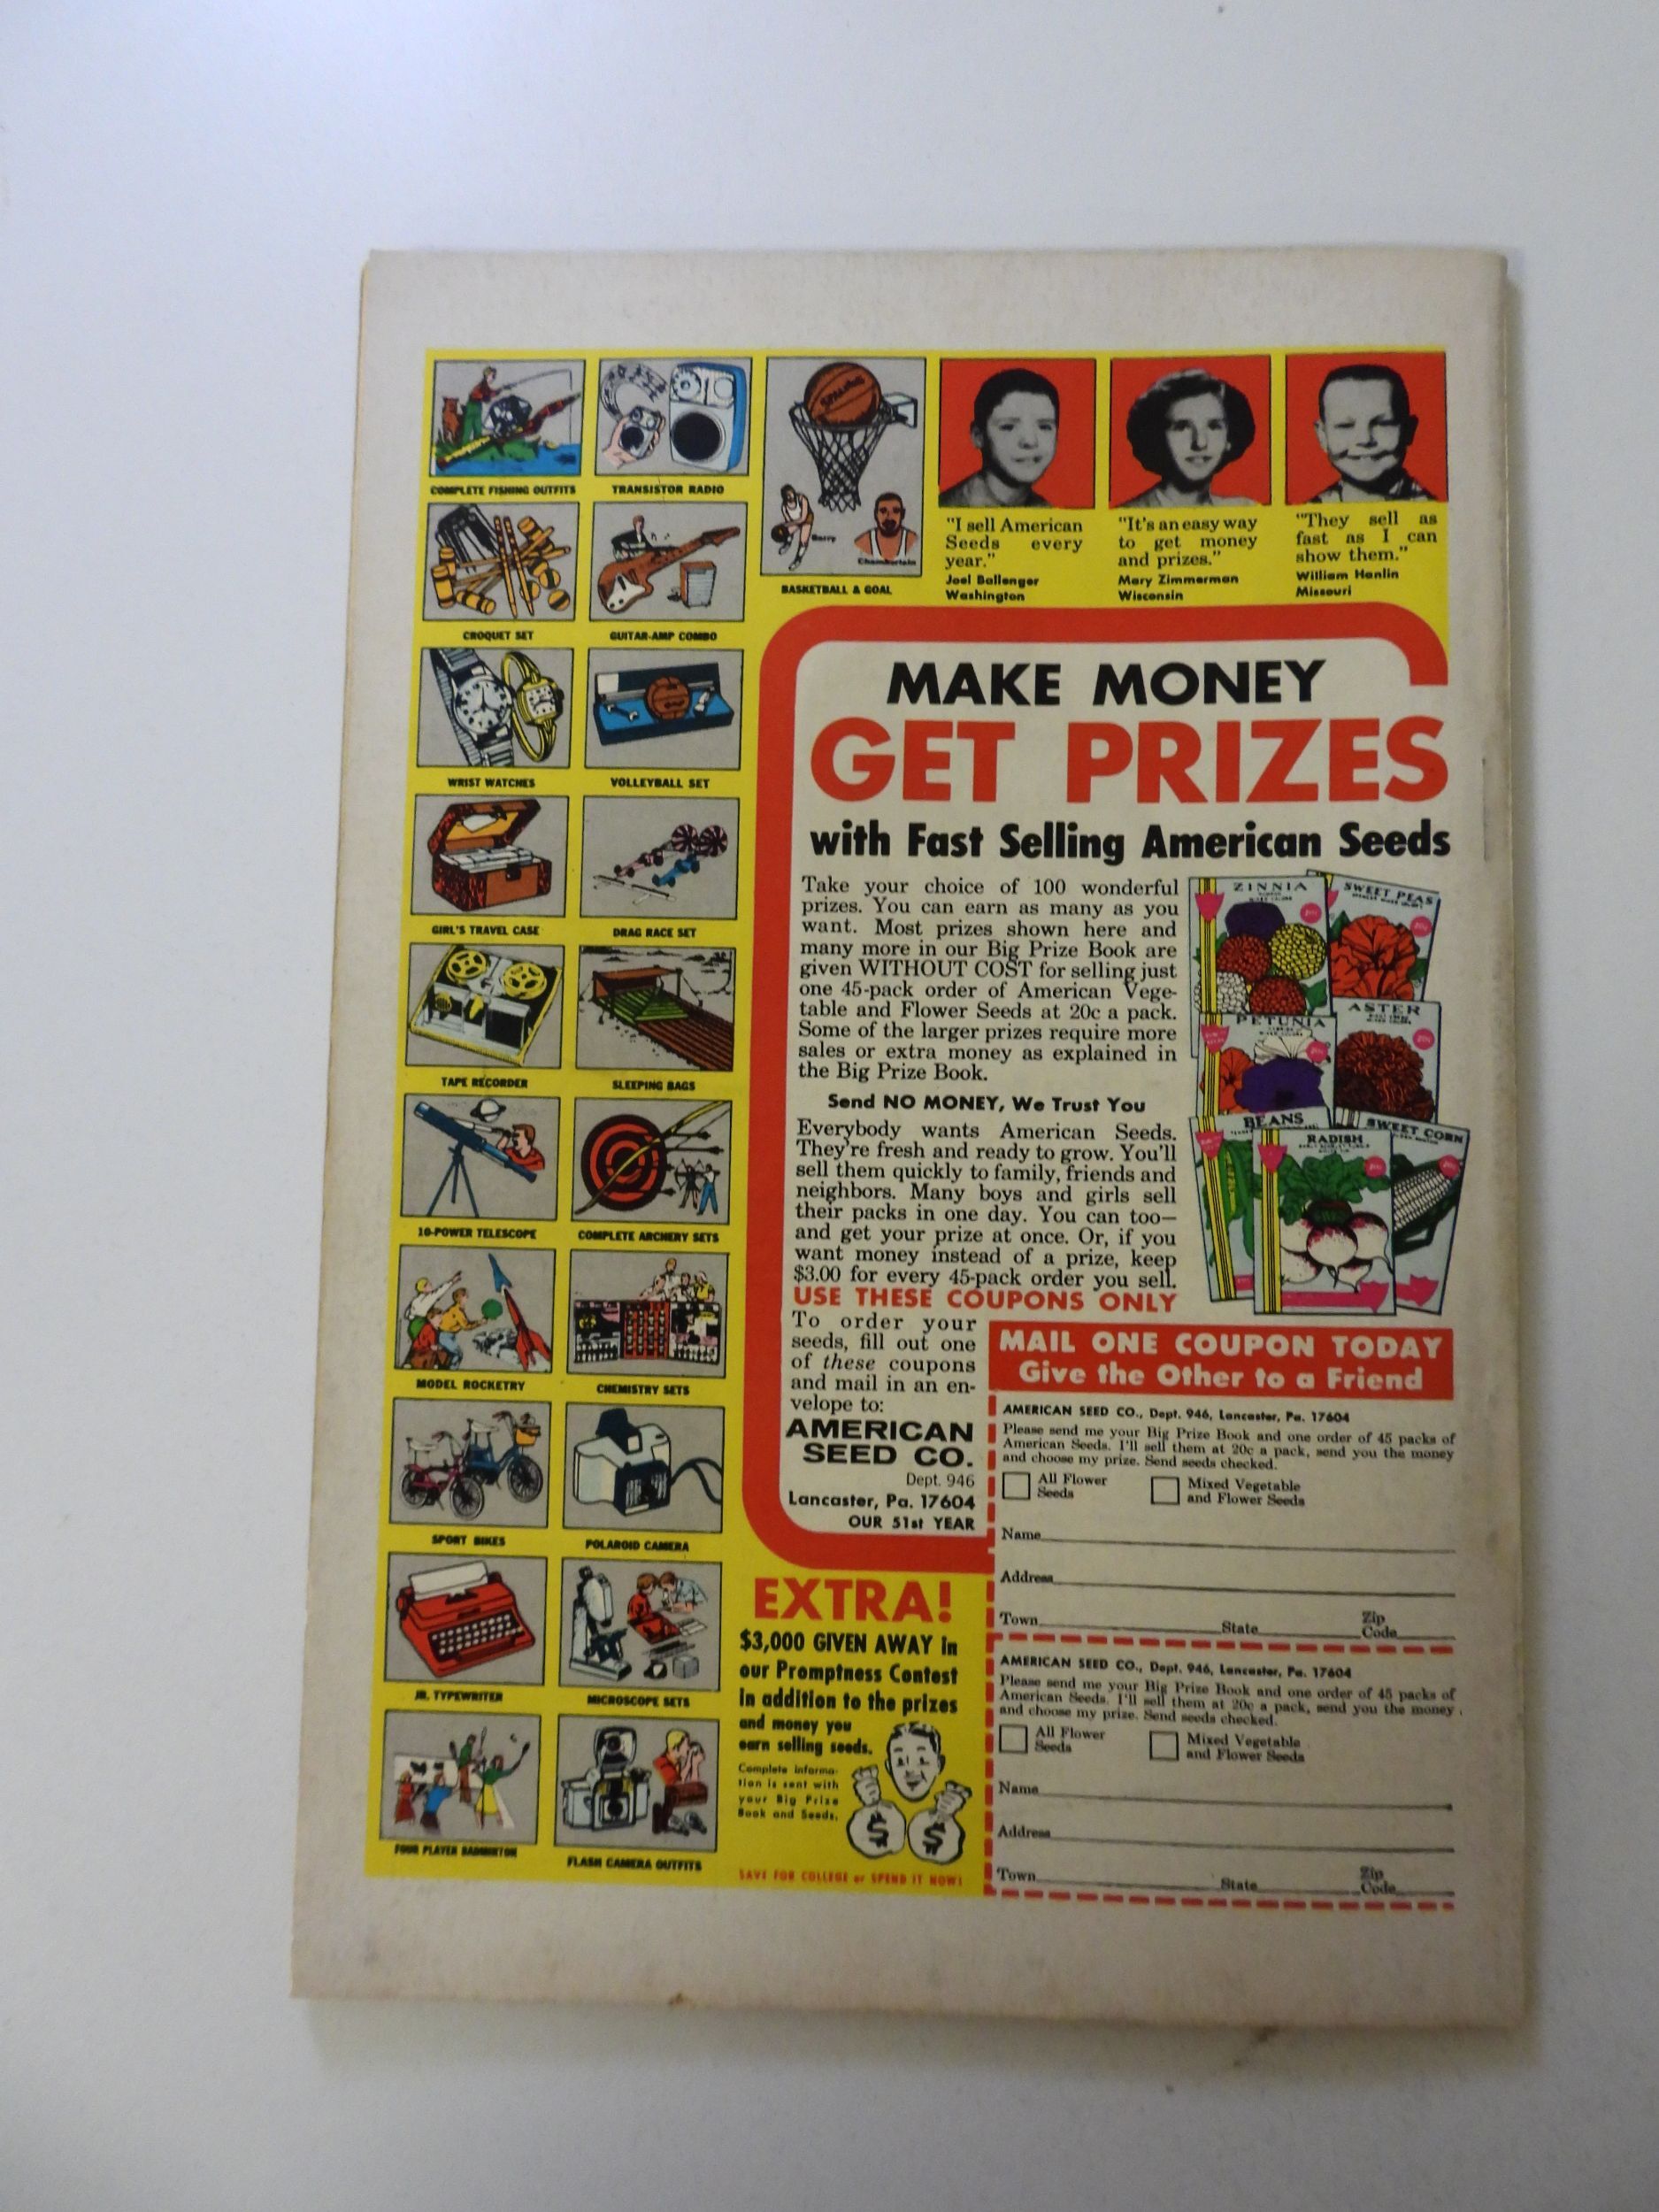 COMPLETE FISHING OUTFITS
TRANSISTOR RADIO
CROQUET SET
GUITAR-AMP COMBO
WRIST WATCHES
VOLLEYBALL SET
GIRL'S TRAVEL CASE
DRAG RACE SET
TAPE RECORDER
SLEEPING BAGS
10-POWER TELESCOPE
COMPLETE ARCHERY SETS
MODEL ROCKETRY
CHEMISTRY SETS
SPORT BIKES
POLAROID CAMERA
JR. TYPEWRITER
MICROSCOPE SETS
FOUR PLAYER BADMINTON
FLASH CAMERA OUTFITS
SPALDING
Barry
Chamberlain
BASKETBALL & GOAL
"I sell American
Seeds every
year."
Joel Ballenger
Washington
"It's an easy way
to get money
and prizes."
Mary Zimmerman
Wisconsin
"They sell as
fast as I can
show them."
William Hanlin
Missouri
MAKE MONEY
GET PRIZES
with Fast Selling American Seeds
Take your choice of 100 wonderful
prizes. You can earn as many as you
want. Most prizes shown here and
many more in our Big Prize Book are
given WITHOUT COST for selling just
one 45-pack order of American Vege-
table and Flower Seeds at 20c a pack.
Some of the larger prizes require more
sales or extra money as explained in
the Big Prize Book.
Send NO MONEY, We Trust You
Everybody wants American Seeds.
They're fresh and ready to grow. You'll
sell them quickly to family, friends and
neighbors. Many boys and girls sell
their packs in one day. You can too—
and get your prize at once. Or, if you
want money instead of a prize, keep
$3.00 for every 45-pack order you sell.
USE THESE COUPONS ONLY
ZINNIA
SWEET PEAS
PETUNIA
ASTER
BEANS
RADISH
SWEET CORN
To order your
seeds, fill out one
of these coupons
and mail in an en-
velope to:
AMERICAN
SEED CO.
Dept. 946
Lancaster, Pa. 17604
OUR 51st YEAR
MAIL ONE COUPON TODAY
Give the Other to a Friend
AMERICAN SEED CO., Dept. 946, Lancaster, Pa. 17604
Please send me your Big Prize Book and one order of 45 packs of
American Seeds. I'll sell them at 20c a pack, send you the money
and choose my prize. Send seeds checked.
All Flower
Seeds
Mixed Vegetable
and Flower Seeds
Name
Address
Town State Zip Code
AMERICAN SEED CO., Dept. 946, Lancaster, Pa. 17604
Please send me your Big Prize Book and one order of 45 packs of
American Seeds. I'll sell them at 20c a pack, send you the money
and choose my prize. Send seeds checked.
All Flower
Seeds
Mixed Vegetable
and Flower Seeds
Name
Address
Town State Zip Code
EXTRA!
$3,000 GIVEN AWAY in
our Promptness Contest
in addition to the prizes
and money you
earn selling seeds.
Complete informa-
tion is sent with
your Big Prize
Book and Seeds.
$ $
SAVE FOR COLLEGE or SPEND IT NOW!